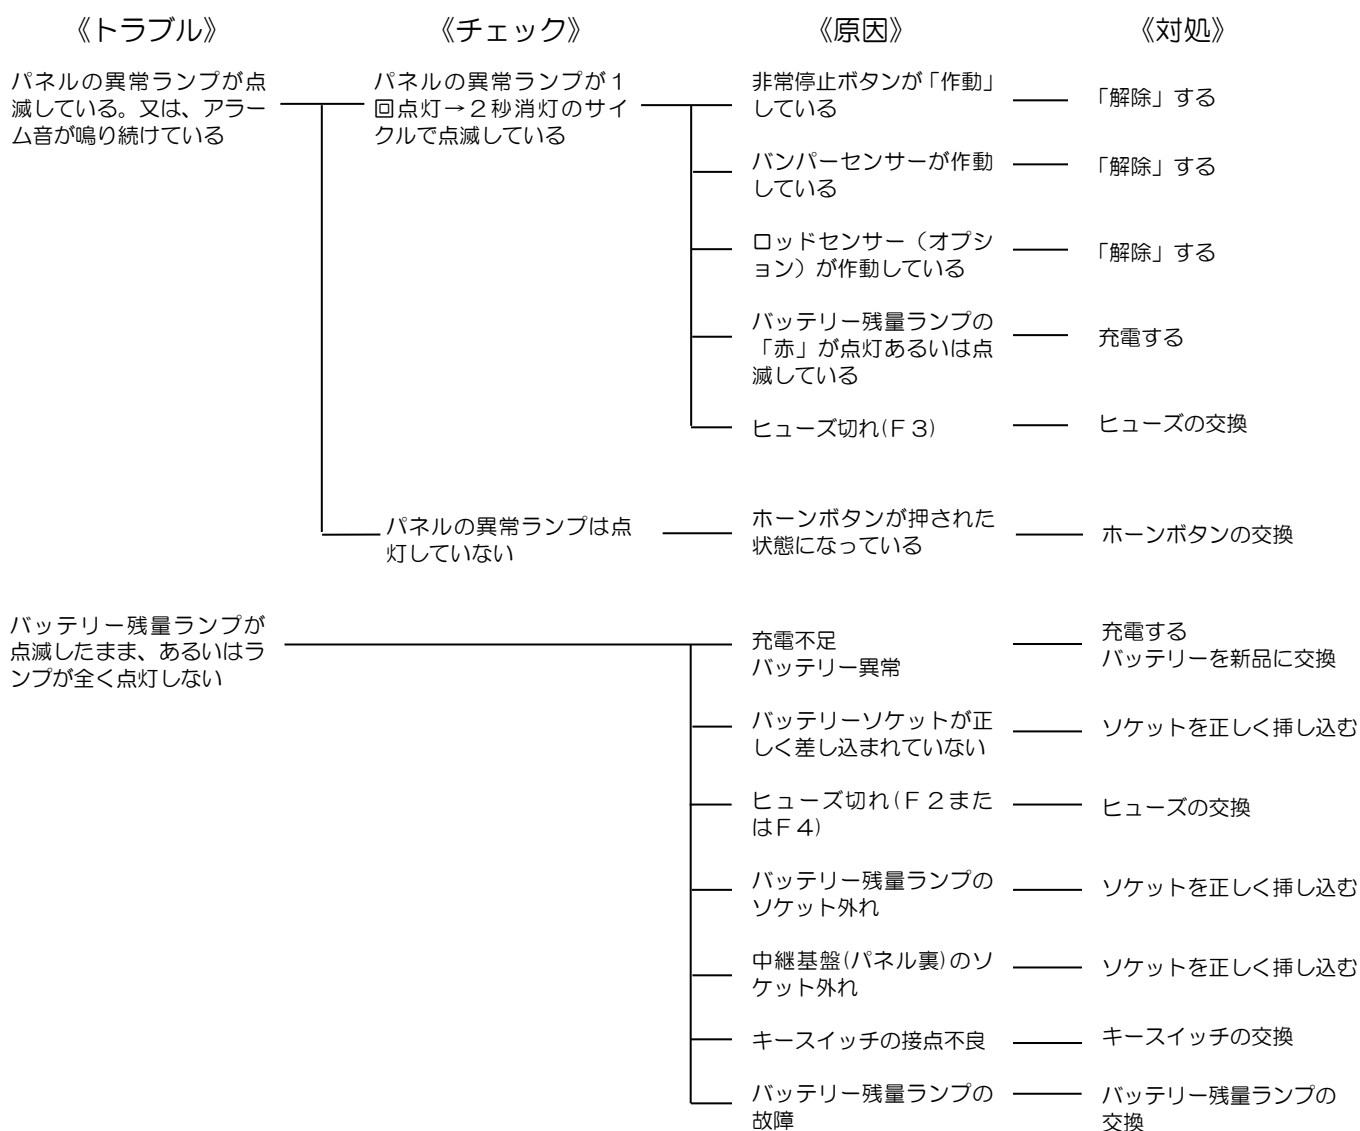 《トラブル》
《チェック》
《原因》
《対処》
パネルの異常ランプが点
滅している。又は、アラー
ム音が鳴り続けている
パネルの異常ランプが１
回点灯→２秒消灯のサイ
クルで点滅している
非常停止ボタンが「作動」
している
「解除」する
バンパーセンサーが作動
している
「解除」する
ロッドセンサー（オプシ
ョン）が作動している
「解除」する
バッテリー残量ランプの
「赤」が点灯あるいは点
滅している
充電する
ヒューズ切れ(Ｆ３)
ヒューズの交換
パネルの異常ランプは点
灯していない
ホーンボタンが押された
状態になっている
ホーンボタンの交換
バッテリー残量ランプが
点滅したまま、あるいはラ
ンプが全く点灯しない
充電不足
バッテリー異常
充電する
バッテリーを新品に交換
バッテリーソケットが正
しく差し込まれていない
ソケットを正しく挿し込む
ヒューズ切れ(Ｆ２また
はＦ４)
ヒューズの交換
バッテリー残量ランプの
ソケット外れ
ソケットを正しく挿し込む
中継基盤(パネル裏)のソ
ケット外れ
ソケットを正しく挿し込む
キースイッチの接点不良
キースイッチの交換
バッテリー残量ランプの
故障
バッテリー残量ランプの
交換